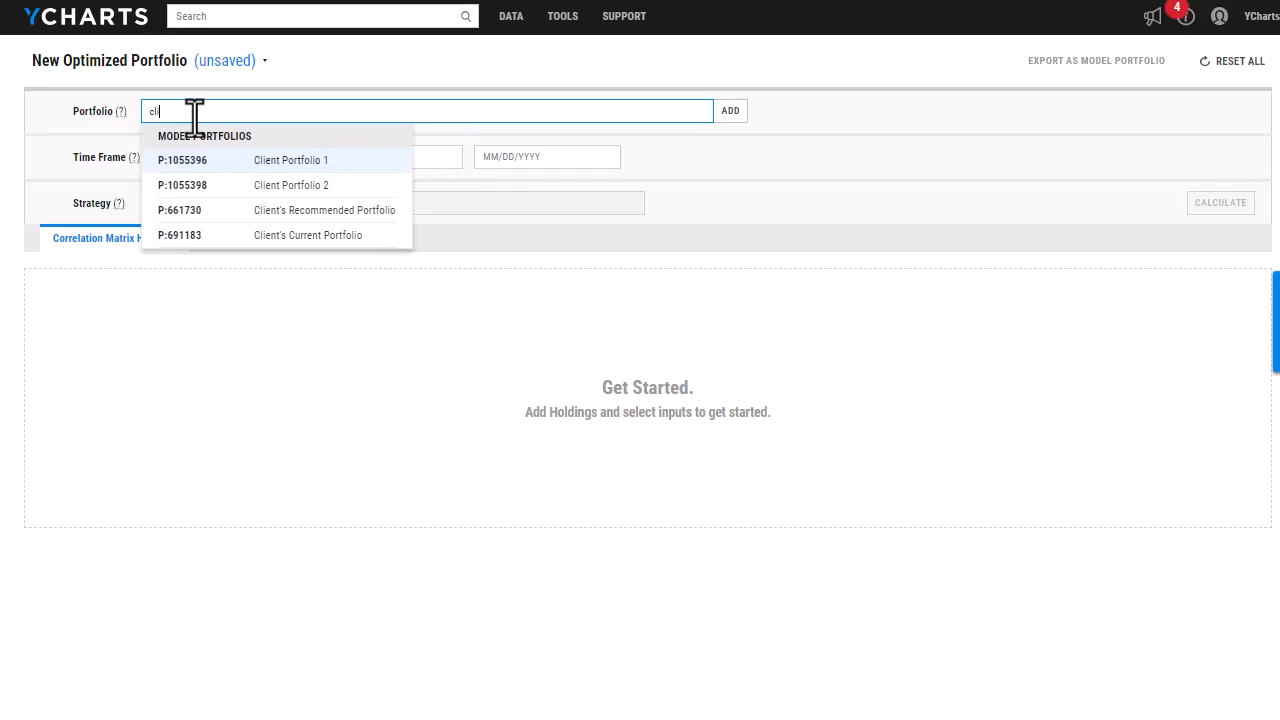 YCHARTS Search DATA TOOLS SUPPORT 4 YCharts
New Optimized Portfolio (unsaved) EXPORT AS MODEL PORTFOLIO RESET ALL
Portfolio (?) cli ADD
MODEL PORTFOLIOS
Time Frame (?) MM/DD/YYYY
P:1055396 Client Portfolio 1
P:1055398 Client Portfolio 2
Strategy (?) CALCULATE
P:661730 Client's Recommended Portfolio
P:691183 Client's Current Portfolio
Correlation Matrix
Get Started.
Add Holdings and select inputs to get started.